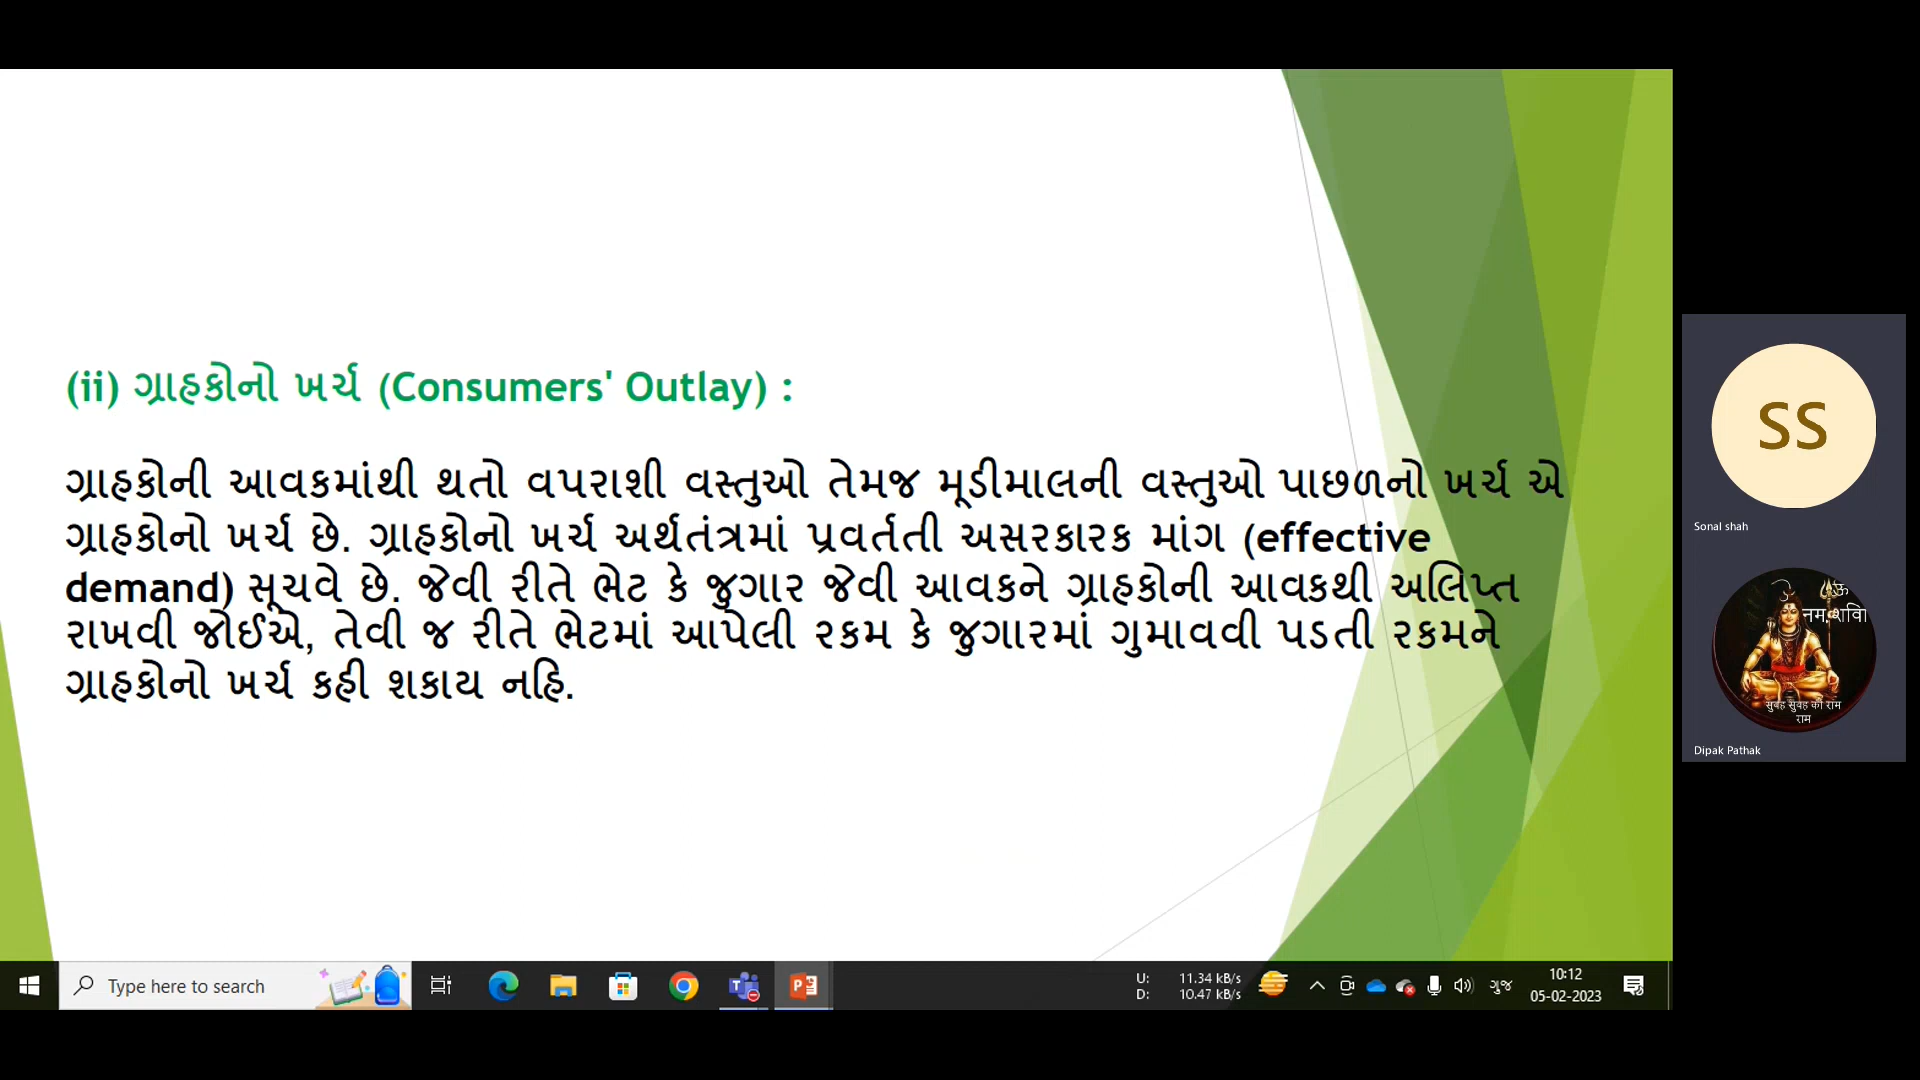 (ii) ગ્રાહકોનો ખર્ચ (Consumers' Outlay) :
ગ્રાહકોની આવકમાંથી થતો વપરાશી વસ્તુઓ તેમજ મૂડીમાલની વસ્તુઓ પાછળનો ખર્ચ એ
ગ્રાહકોનો ખર્ચ છે. ગ્રાહકોનો ખર્ચ અર્થતંત્રમાં પ્રવર્તતી અસરકારક માંગ (effective
demand) સૂચવે છે. જેવી રીતે ભેટ કે જુગાર જેવી આવકને ગ્રાહકોની આવકથી અલિપ્ત
રાખવી જોઈએ, તેવી જ રીતે ભેટમાં આપેલી રકમ કે જુગારમાં ગુમાવવી પડતી રકમને
ગ્રાહકોનો ખર્ચ કહી શકાય નહિ.
SS
Sonal shah
ॐ
नमः शिवा
सुबह सुबह की राम
राम
Dipak Pathak
Type here to search
U: 11.34 kB/s
D: 10.47 kB/s
ગુજ
10:12
05-02-2023